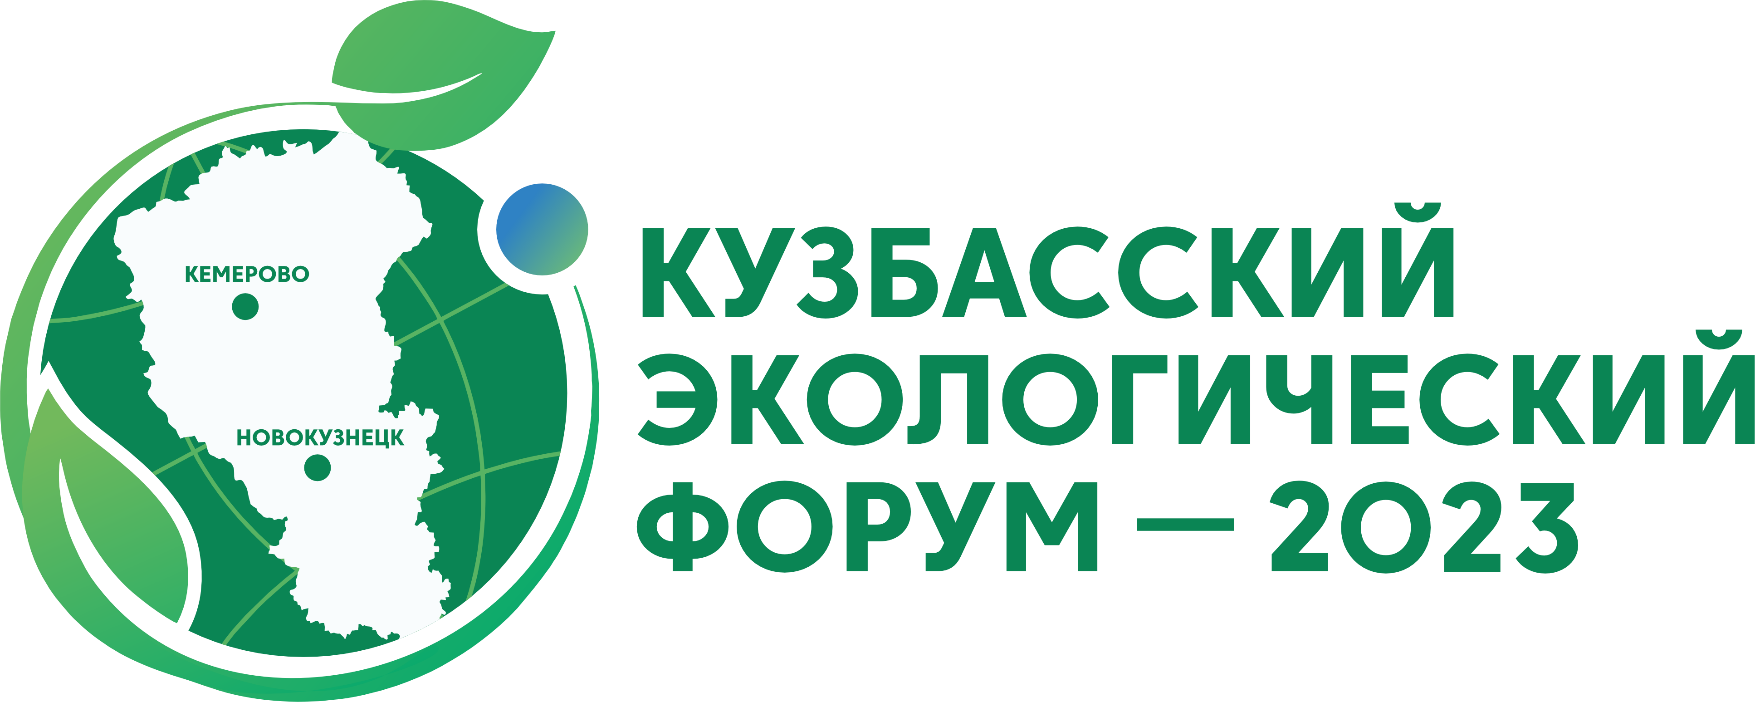 КЕМЕРОВО
НОВОКУЗНЕЦК
КУЗБАССКИЙ
ЭКОЛОГИЧЕСКИЙ
ФОРУМ — 2023